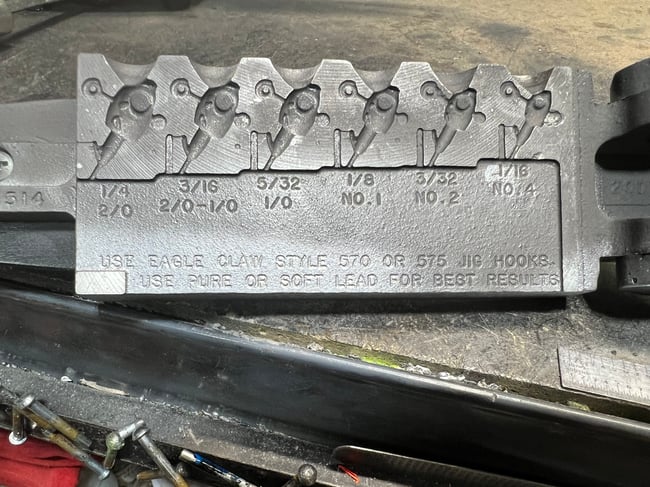 1/4 3/16 5/32 1/8 3/32 1/16
2/0 2/0-1/0 1/0 NO.1 NO.2 NO.4
514
USE EAGLE CLAW STYLE 570 OR 575 JIG HOOKS.
USE PURE OR SOFT LEAD FOR BEST RESULTS